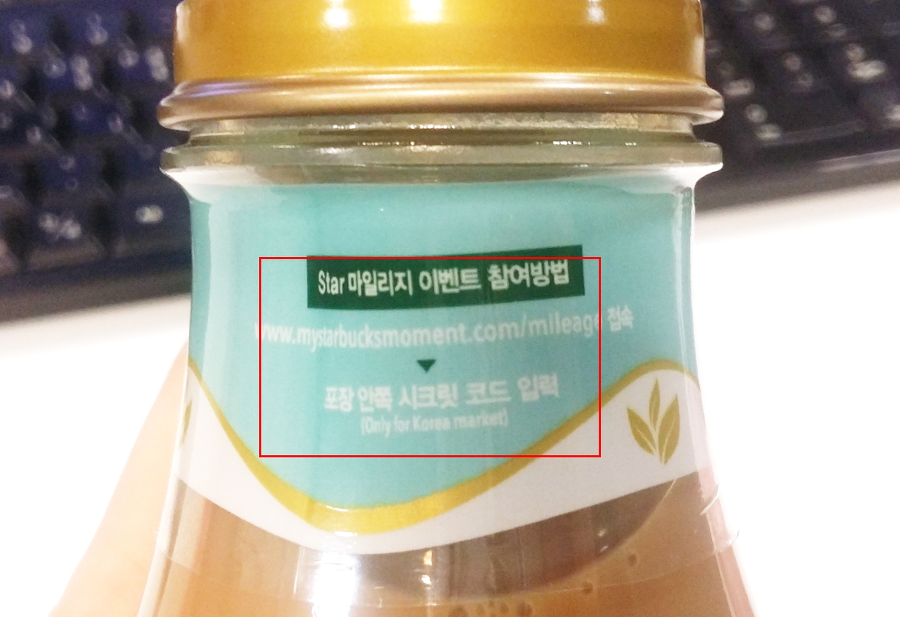 Star 마일리지 이벤트 참여방법
www.mystarbucksmoment.com/mileage 접속
포장 안쪽 시크릿 코드 입력
(Only for Korea market)